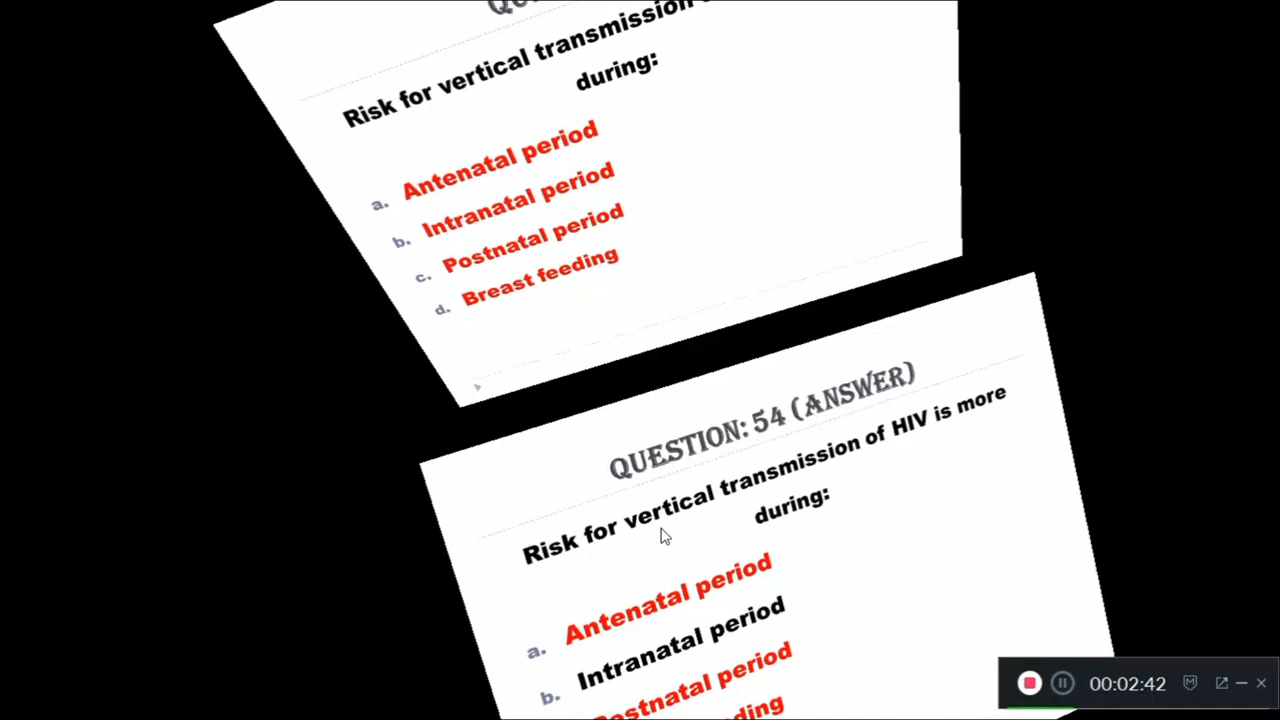 Risk for vertical transmission
during:
a. Antenatal period
b. Intranatal period
c. Postnatal period
d. Breast feeding
QUESTION: 54 (ANSWER)
Risk for vertical transmission of HIV is more
during:
a. Antenatal period
b. Intranatal period
Postnatal period
00:02:42